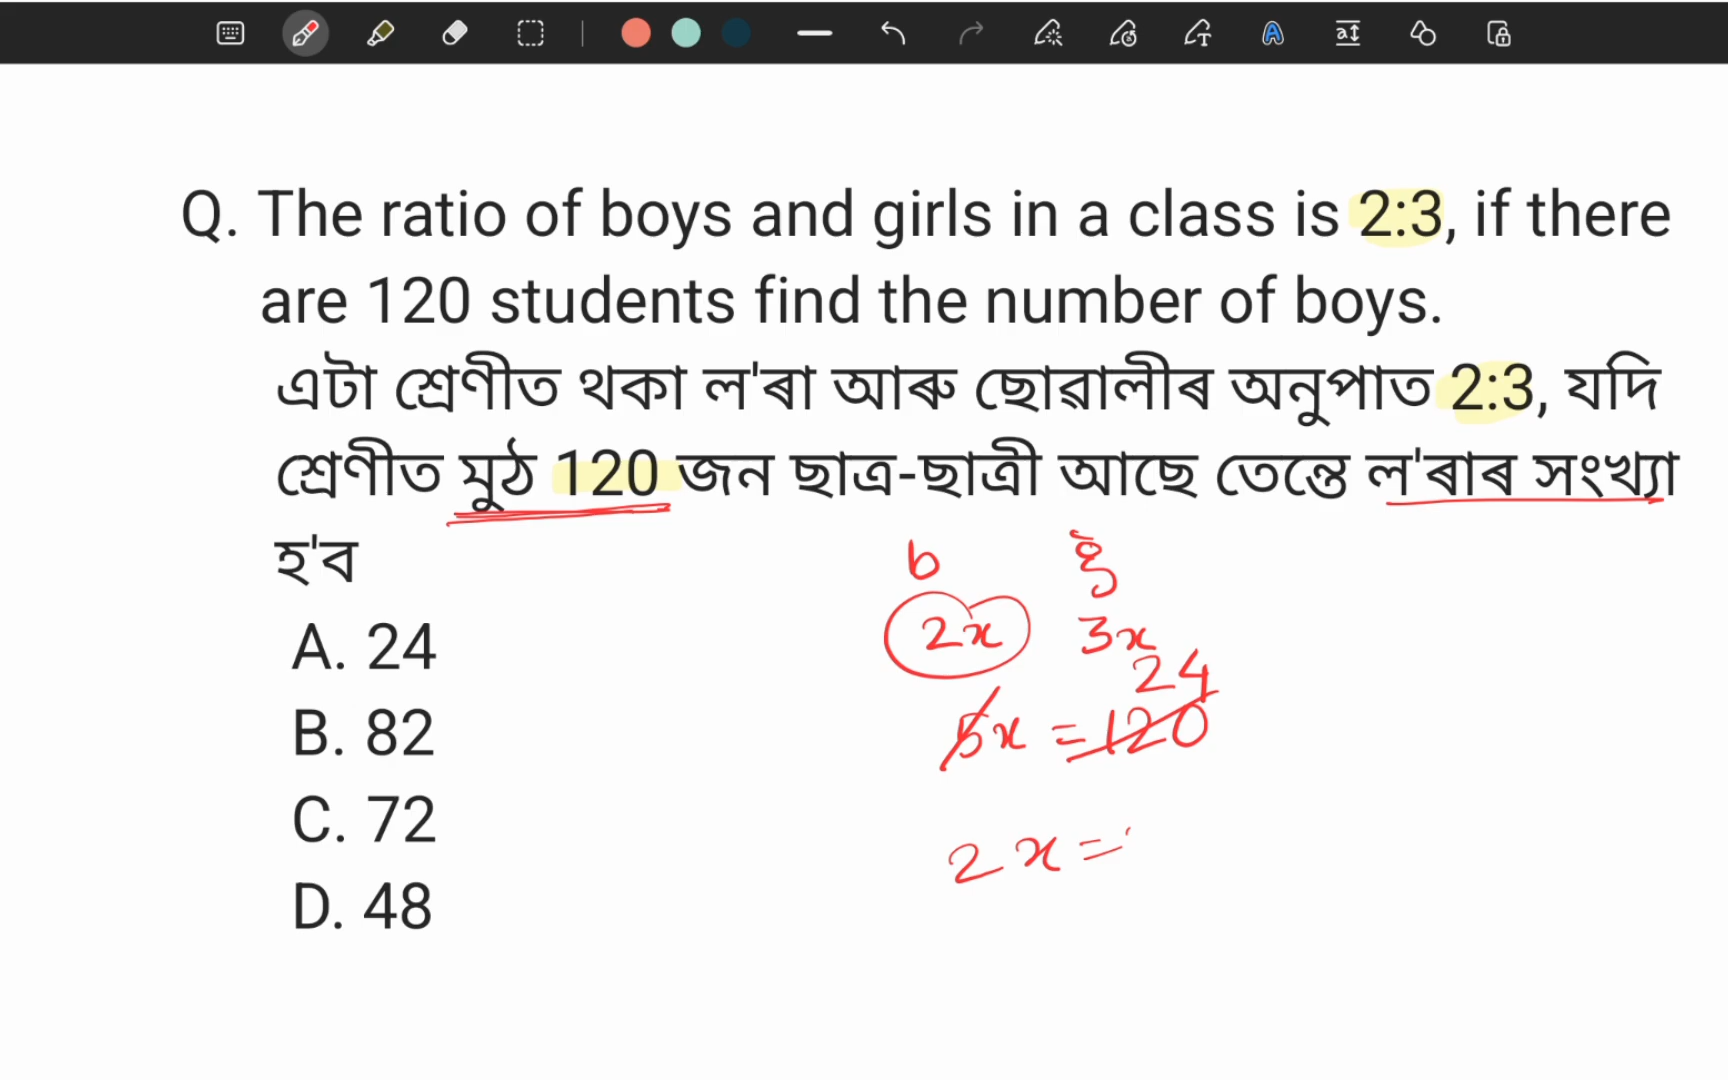 Q. The ratio of boys and girls in a class is 2:3, if there
are 120 students find the number of boys.
এটা শ্ৰেণীত থকা ল'ৰা আৰু ছোৱালীৰ অনুপাত 2:3, যদি
শ্ৰেণীত মুঠ 120 জন ছাত্ৰ-ছাত্ৰী আছে তেন্তে ল'ৰাৰ সংখ্যা
হ'ব
b g
2x 3x
24
5x = 120
2x =
A. 24
B. 82
C. 72
D. 48